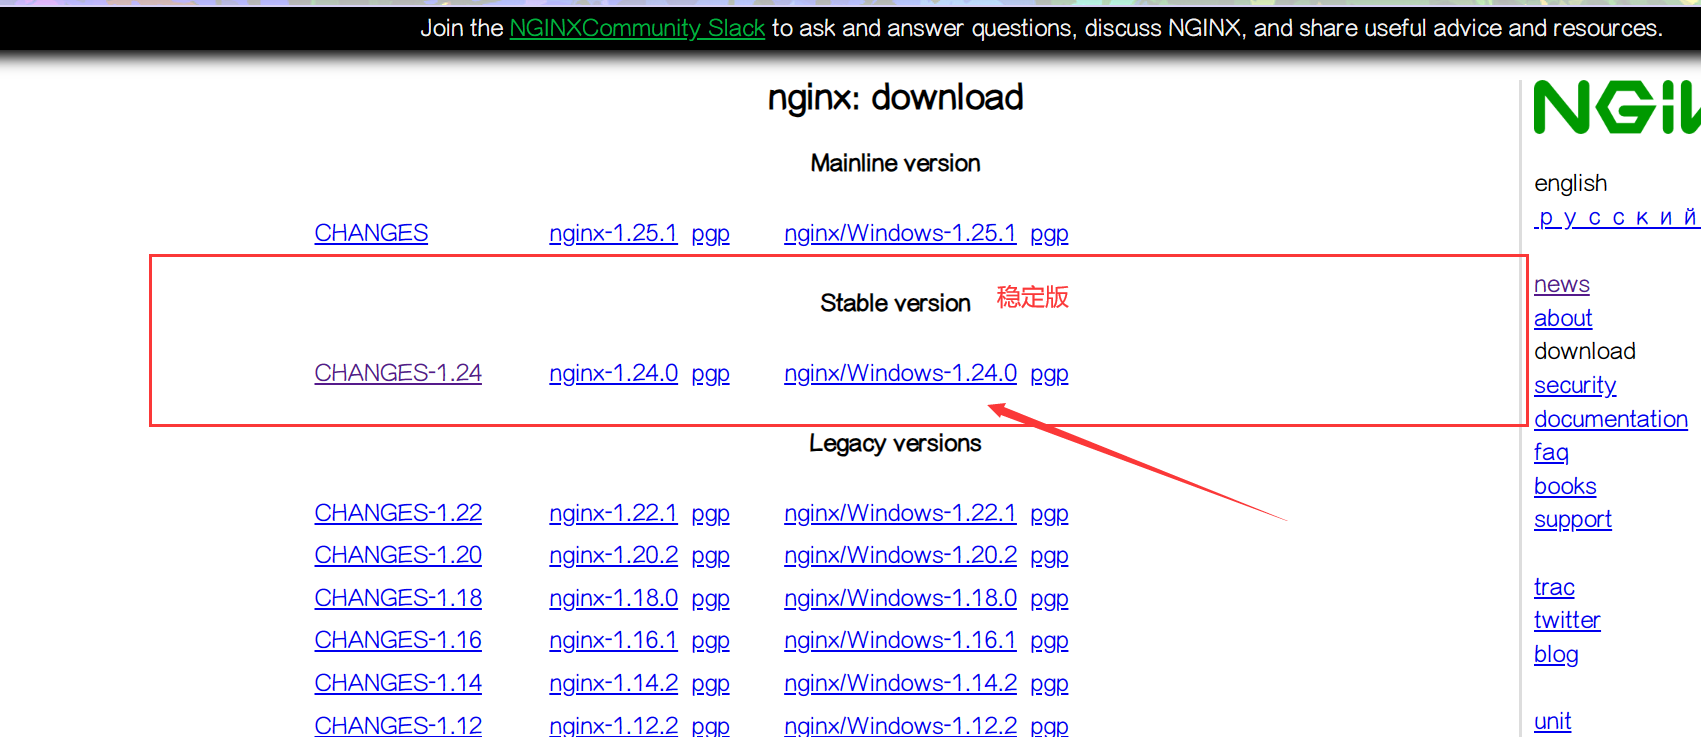 Join the NGINXCommunity Slack to ask and answer questions, discuss NGINX, and share useful advice and resources.
nginx: download
Mainline version
CHANGES nginx-1.25.1 pgp nginx/Windows-1.25.1 pgp
Stable version 稳定版
CHANGES-1.24 nginx-1.24.0 pgp nginx/Windows-1.24.0 pgp
Legacy versions
CHANGES-1.22 nginx-1.22.1 pgp nginx/Windows-1.22.1 pgp
CHANGES-1.20 nginx-1.20.2 pgp nginx/Windows-1.20.2 pgp
CHANGES-1.18 nginx-1.18.0 pgp nginx/Windows-1.18.0 pgp
CHANGES-1.16 nginx-1.16.1 pgp nginx/Windows-1.16.1 pgp
CHANGES-1.14 nginx-1.14.2 pgp nginx/Windows-1.14.2 pgp
CHANGES-1.12 nginx-1.12.2 pgp nginx/Windows-1.12.2 pgp
english
русский
news
about
download
security
documentation
faq
books
support
trac
twitter
blog
unit